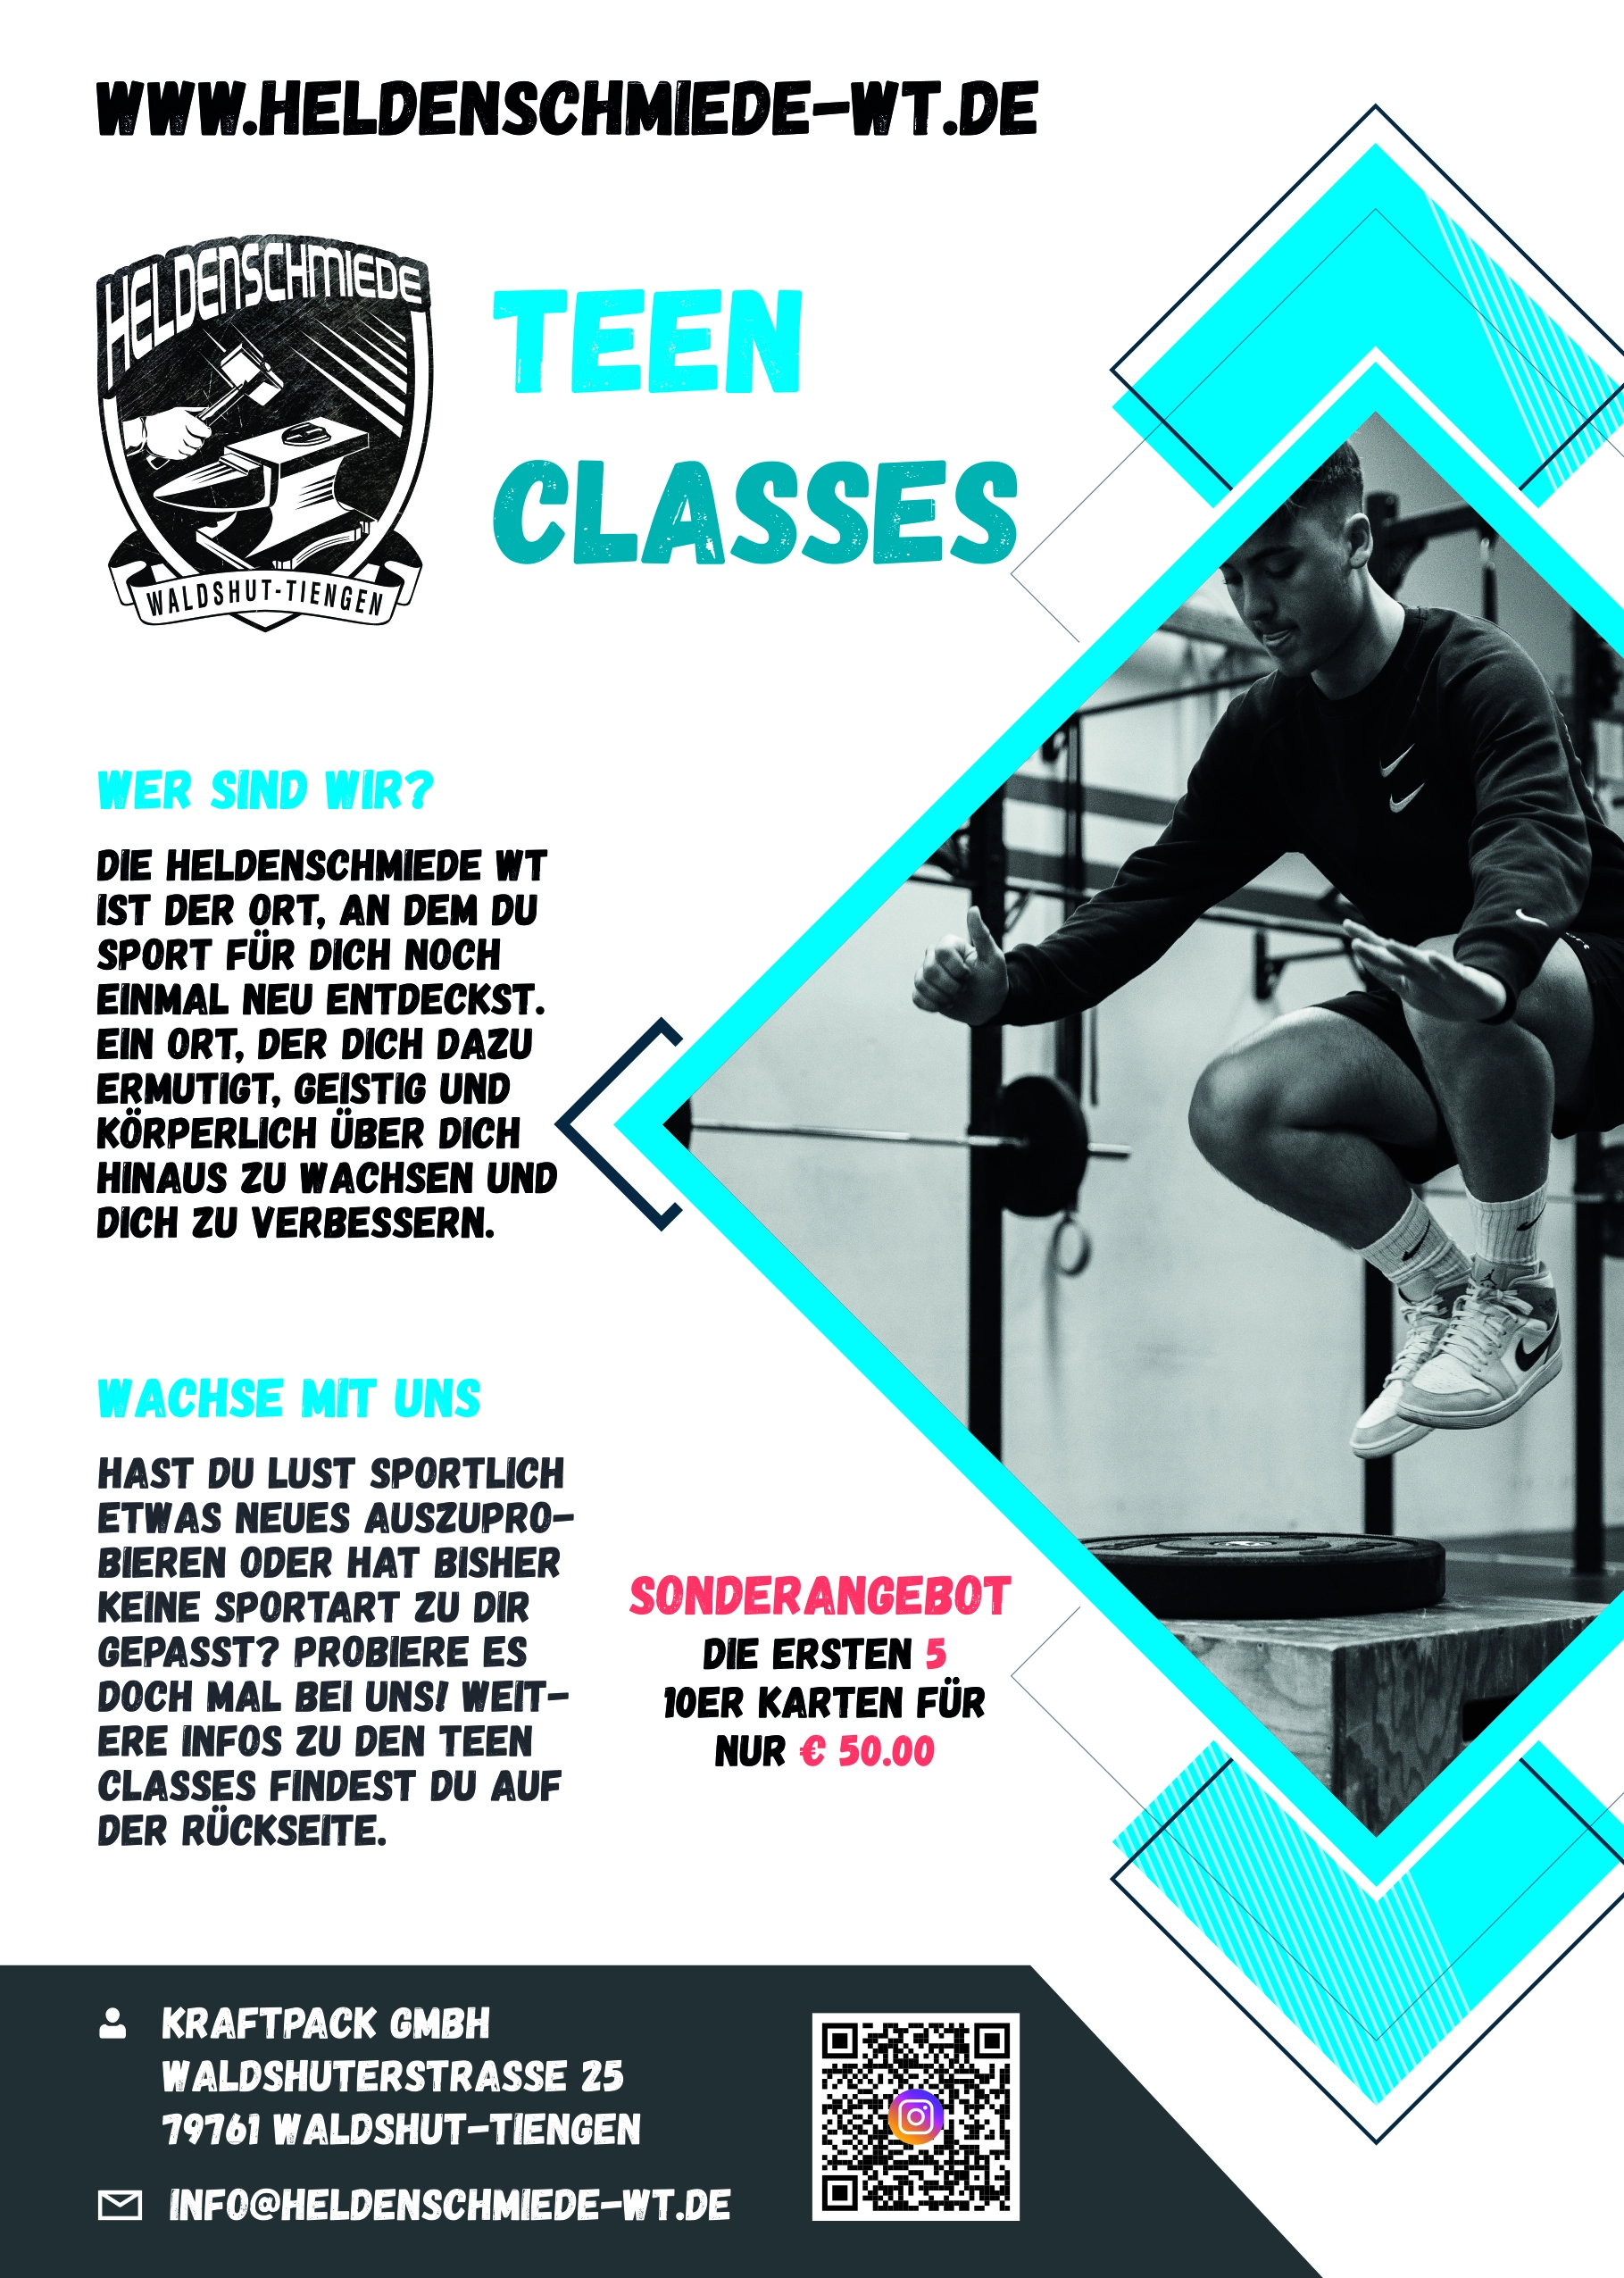 WWW.HELDENSCHMIEDE-WT.DE
HELDENSCHMIEDE
WALDSHUT-TIENGEN
TEEN
CLASSES
WER SIND WIR?
DIE HELDENSCHMIEDE WT
IST DER ORT, AN DEM DU
SPORT FÜR DICH NOCH
EINMAL NEU ENTDECKST.
EIN ORT, DER DICH DAZU
ERMUTIGT, GEISTIG UND
KÖRPERLICH ÜBER DICH
HINAUS ZU WACHSEN UND
DICH ZU VERBESSERN.
WACHSE MIT UNS
HAST DU LUST SPORTLICH
ETWAS NEUES AUSZUPRO-
BIEREN ODER HAT BISHER
KEINE SPORTART ZU DIR
GEPASST? PROBIERE ES
DOCH MAL BEI UNS! WEIT-
ERE INFOS ZU DEN TEEN
CLASSES FINDEST DU AUF
DER RÜCKSEITE.
SONDERANGEBOT
DIE ERSTEN 5
10ER KARTEN FÜR
NUR € 50.00
KRAFTPACK GMBH
WALDSHUTERSTRASSE 25
79761 WALDSHUT-TIENGEN
INFO@HELDENSCHMIEDE-WT.DE